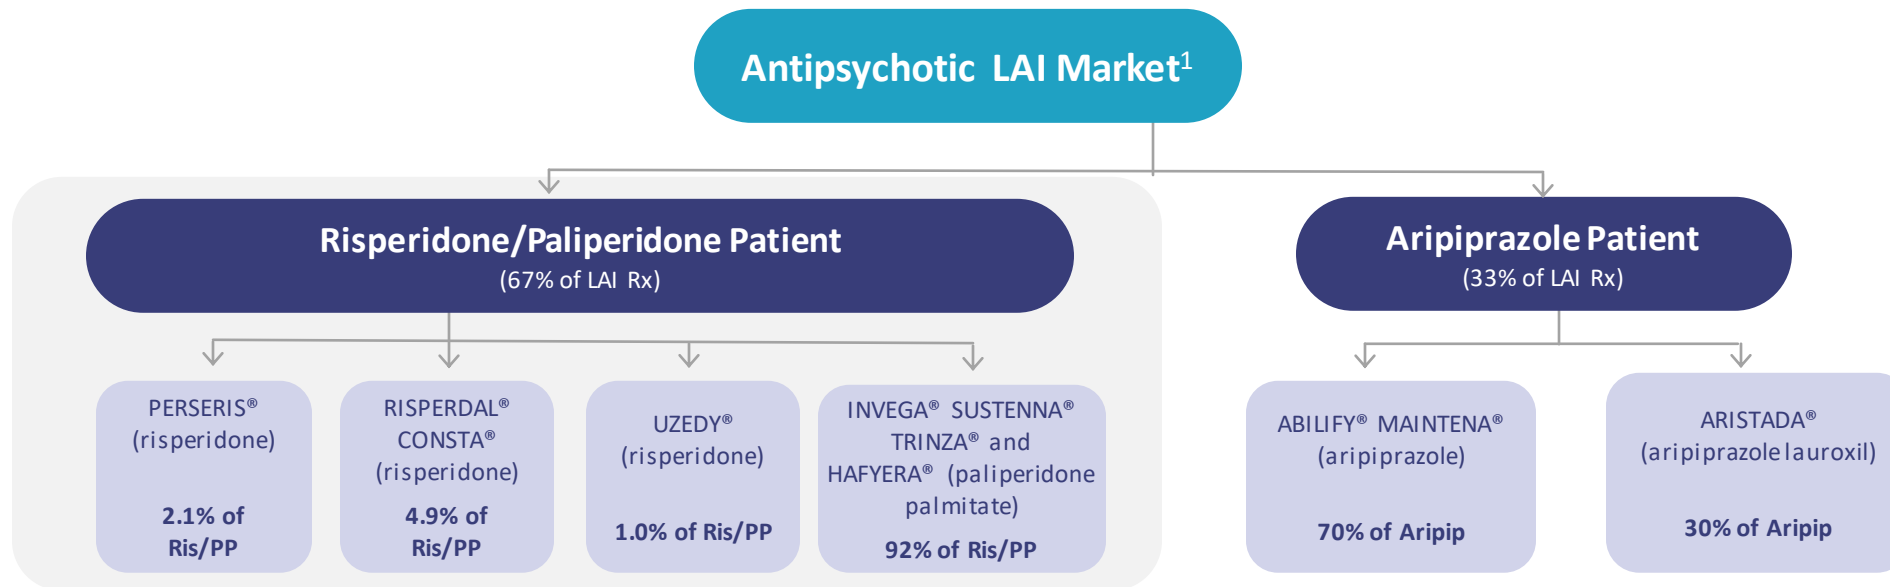 Antipsychotic LAI Market¹
Risperidone/Paliperidone Patient
(67% of LAI Rx)
Aripiprazole Patient
(33% of LAI Rx)
PERSERIS®
(risperidone)
2.1% of
Ris/PP
RISPERDAL®
CONSTA®
(risperidone)
4.9% of
Ris/PP
UZEDY®
(risperidone)
1.0% of Ris/PP
INVEGA® SUSTENNA®
TRINZA® and
HAFYERA® (paliperidone
palmitate)
92% of Ris/PP
ABILIFY® MAINTENA®
(aripiprazole)
70% of Aripip
ARISTADA®
(aripiprazole lauroxil)
30% of Aripip